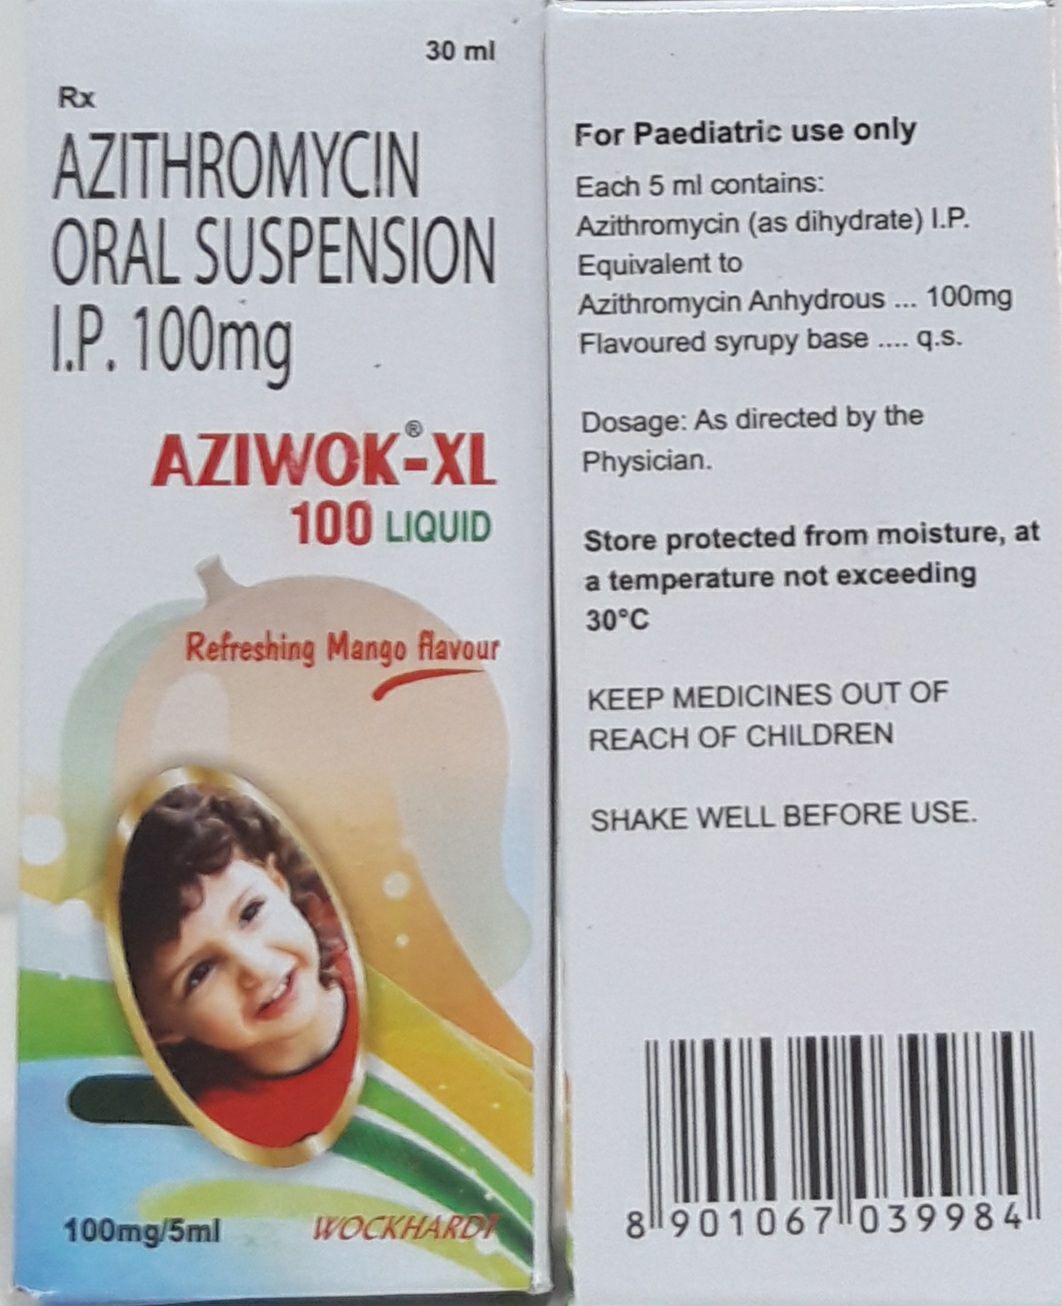 30 ml
Rx
AZITHROMYCIN
ORAL SUSPENSION
I.P. 100mg
AZIWOK®-XL
100 LIQUID
Refreshing Mango flavour
100mg/5ml
WOCKHARDT
For Paediatric use only
Each 5 ml contains:
Azithromycin (as dihydrate) I.P.
Equivalent to
Azithromycin Anhydrous ... 100mg
Flavoured syrupy base .... q.s.
Dosage: As directed by the
Physician.
Store protected from moisture, at
a temperature not exceeding
30°C
KEEP MEDICINES OUT OF
REACH OF CHILDREN
SHAKE WELL BEFORE USE.
8 901067 039984